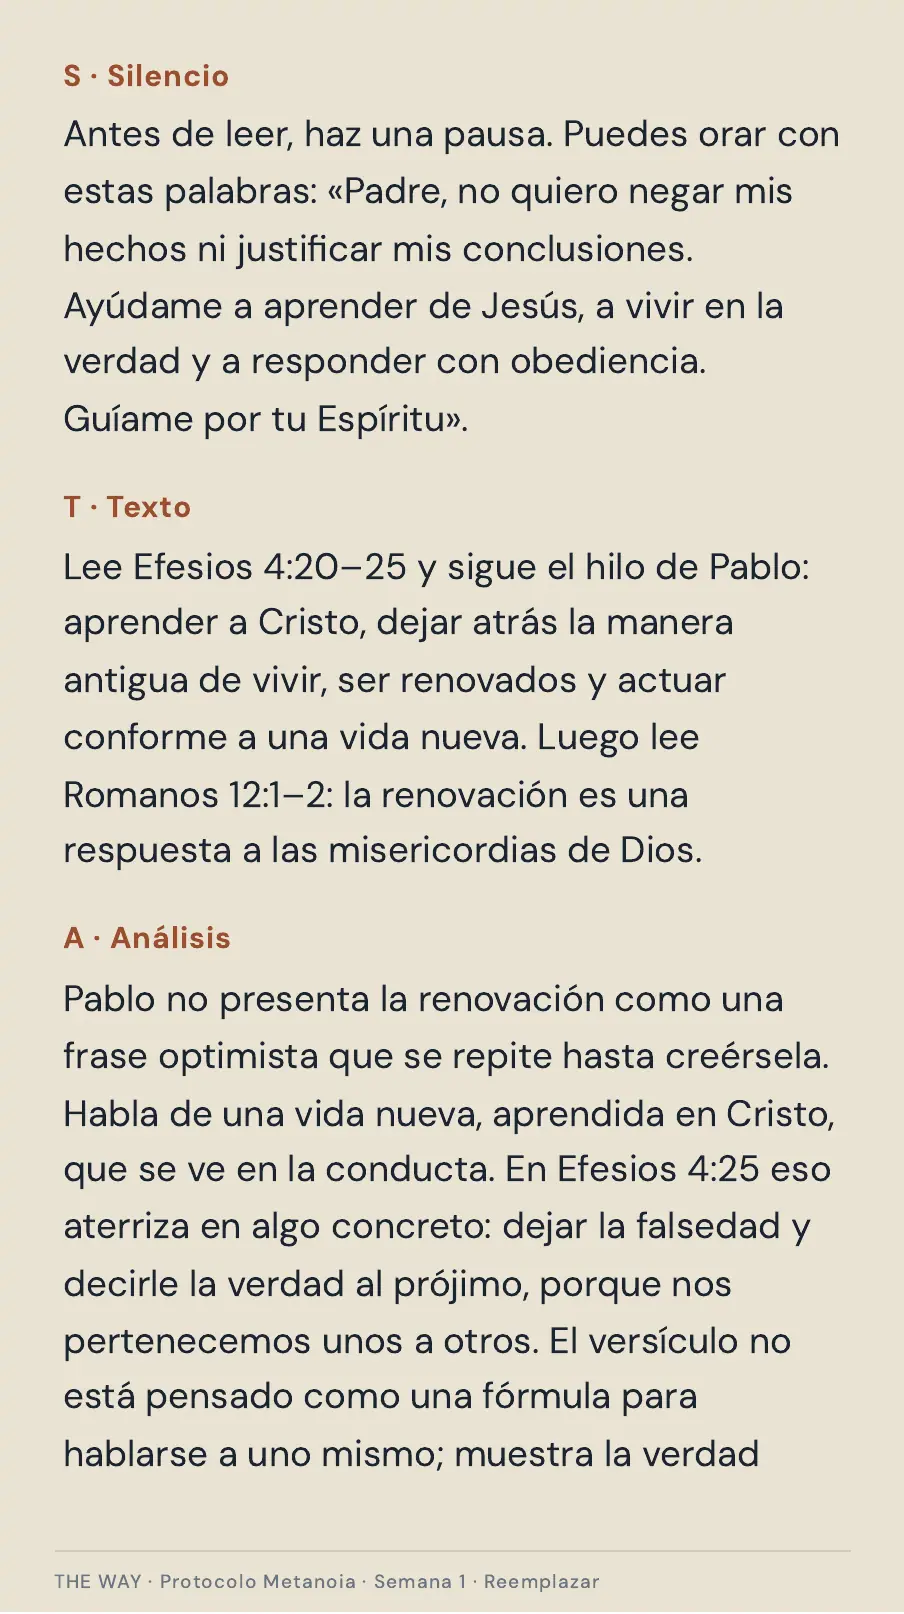 S · Silencio
Antes de leer, haz una pausa. Puedes orar con
estas palabras: «Padre, no quiero negar mis
hechos ni justificar mis conclusiones.
Ayúdame a aprender de Jesús, a vivir en la
verdad y a responder con obediencia.
Guíame por tu Espíritu».
T · Texto
Lee Efesios 4:20–25 y sigue el hilo de Pablo:
aprender a Cristo, dejar atrás la manera
antigua de vivir, ser renovados y actuar
conforme a una vida nueva. Luego lee
Romanos 12:1–2: la renovación es una
respuesta a las misericordias de Dios.
A · Análisis
Pablo no presenta la renovación como una
frase optimista que se repite hasta creérsela.
Habla de una vida nueva, aprendida en Cristo,
que se ve en la conducta. En Efesios 4:25 eso
aterriza en algo concreto: dejar la falsedad y
decirle la verdad al prójimo, porque nos
pertenecemos unos a otros. El versículo no
está pensado como una fórmula para
hablarse a uno mismo; muestra la verdad
THE WAY · Protocolo Metanoia · Semana 1 · Reemplazar